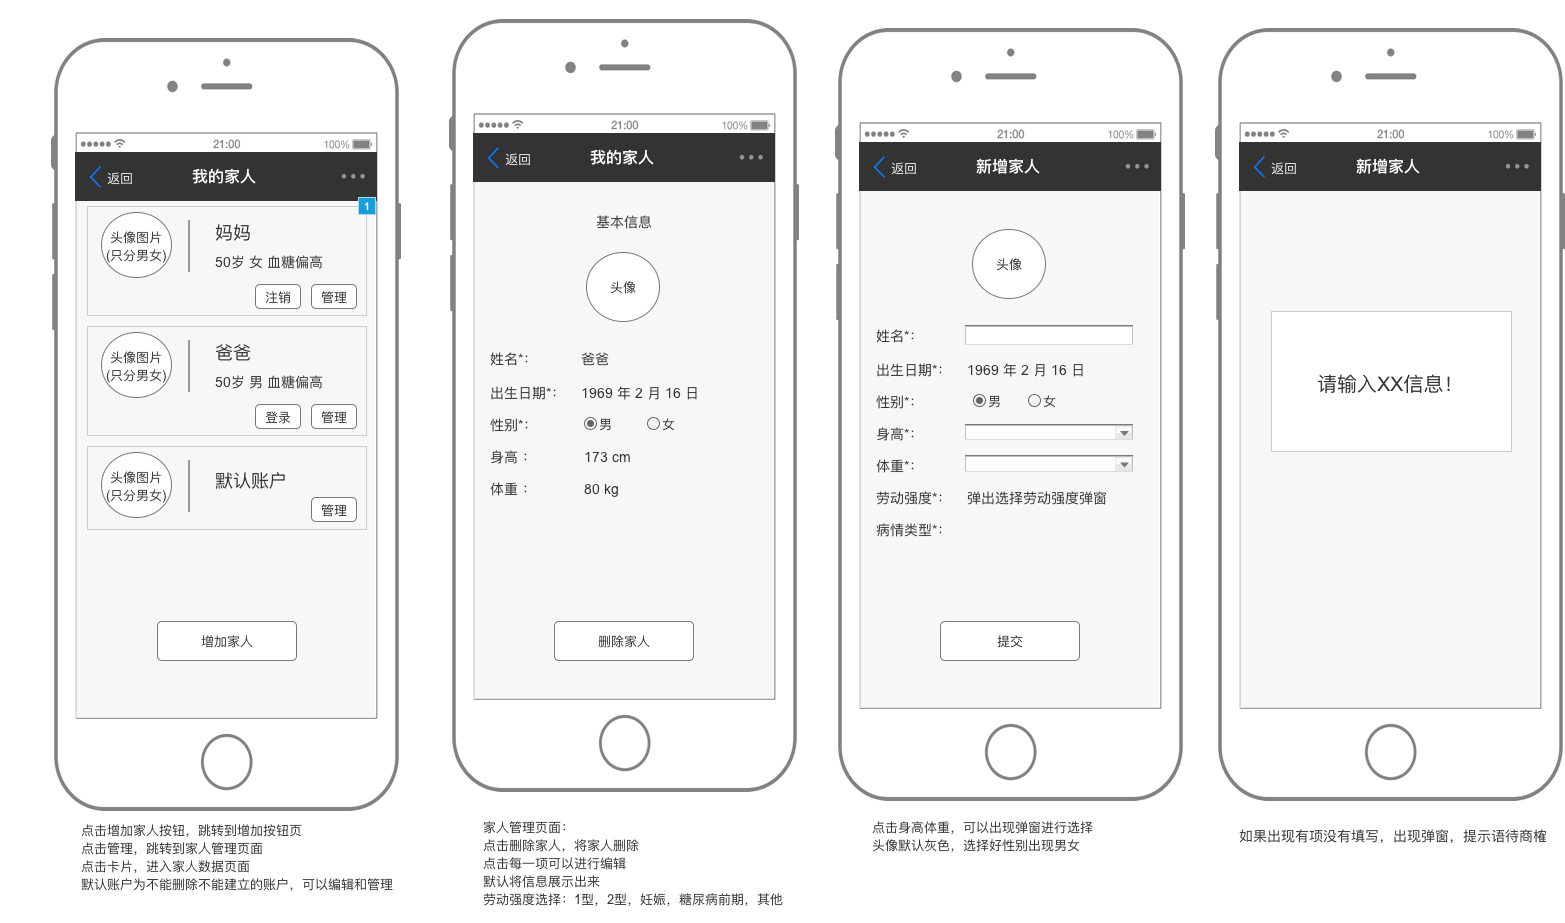 21:00
100%
返回
我的家人
1
头像图片
(只分男女)
妈妈
50岁 女 血糖偏高
注销
管理
头像图片
(只分男女)
爸爸
50岁 男 血糖偏高
登录
管理
头像图片
(只分男女)
默认账户
管理
增加家人
点击增加家人按钮，跳转到增加按钮页
点击管理，跳转到家人管理页面
点击卡片，进入家人数据页面
默认账户为不能删除不能建立的账户，可以编辑和管理
21:00
100%
返回
我的家人
基本信息
头像
姓名*： 爸爸
出生日期*： 1969 年 2 月 16 日
性别*： 男 女
身高： 173 cm
体重： 80 kg
删除家人
家人管理页面：
点击删除家人，将家人删除
点击每一项可以进行编辑
默认将信息展示出来
劳动强度选择：1型，2型，妊娠，糖尿病前期，其他
21:00
100%
返回
新增家人
头像
姓名*：
出生日期*： 1969 年 2 月 16 日
性别*： 男 女
身高*：
体重*：
劳动强度*： 弹出选择劳动强度弹窗
病情类型*：
提交
点击身高体重，可以出现弹窗进行选择
头像默认灰色，选择好性别出现男女
21:00
100%
返回
新增家人
请输入XX信息！
如果出现有项没有填写，出现弹窗，提示语待商榷